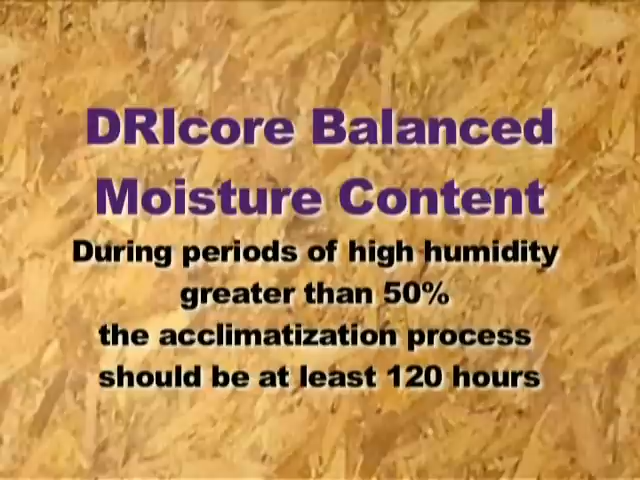 DRIcore Balanced
Moisture Content
During periods of high humidity
greater than 50%
the acclimatization process
should be at least 120 hours